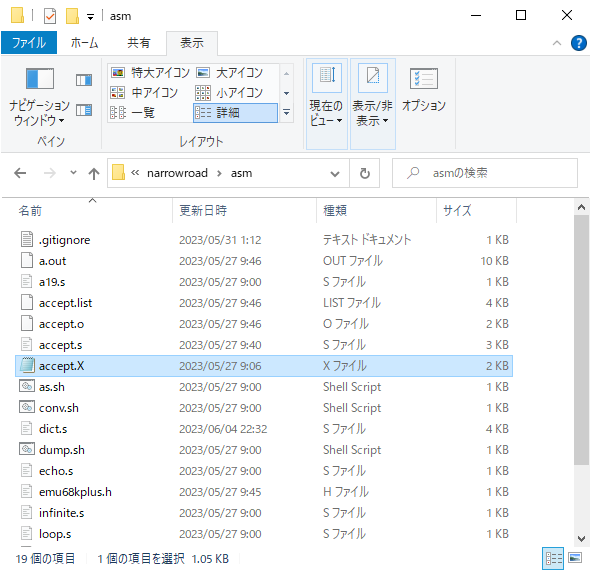 asm
ファイル ホーム 共有 表示
ナビゲーション ウィンドウ
ペイン
特大アイコン 大アイコン
中アイコン 小アイコン
一覧 詳細
レイアウト
現在の ビュー
表示/非 表示
オプション
« narrowroad › asm
asmの検索
名前 更新日時 種類 サイズ
.gitignore 2023/05/31 1:12 テキスト ドキュメント 1 KB
a.out 2023/05/27 9:46 OUT ファイル 10 KB
a19.s 2023/05/27 9:00 S ファイル 1 KB
accept.list 2023/05/27 9:46 LIST ファイル 4 KB
accept.o 2023/05/27 9:46 O ファイル 2 KB
accept.s 2023/05/27 9:40 S ファイル 3 KB
accept.X 2023/05/27 9:06 X ファイル 2 KB
as.sh 2023/05/27 9:00 Shell Script 1 KB
conv.sh 2023/05/27 9:00 Shell Script 1 KB
dict.s 2023/06/04 22:32 S ファイル 4 KB
dump.sh 2023/05/27 9:00 Shell Script 1 KB
echo.s 2023/05/27 9:00 S ファイル 1 KB
emu68kplus.h 2023/05/27 9:45 H ファイル 1 KB
infinite.s 2023/05/27 9:00 S ファイル 1 KB
loop.s 2023/05/27 9:00 S ファイル 1 KB
19 個の項目 1 個の項目を選択 1.05 KB